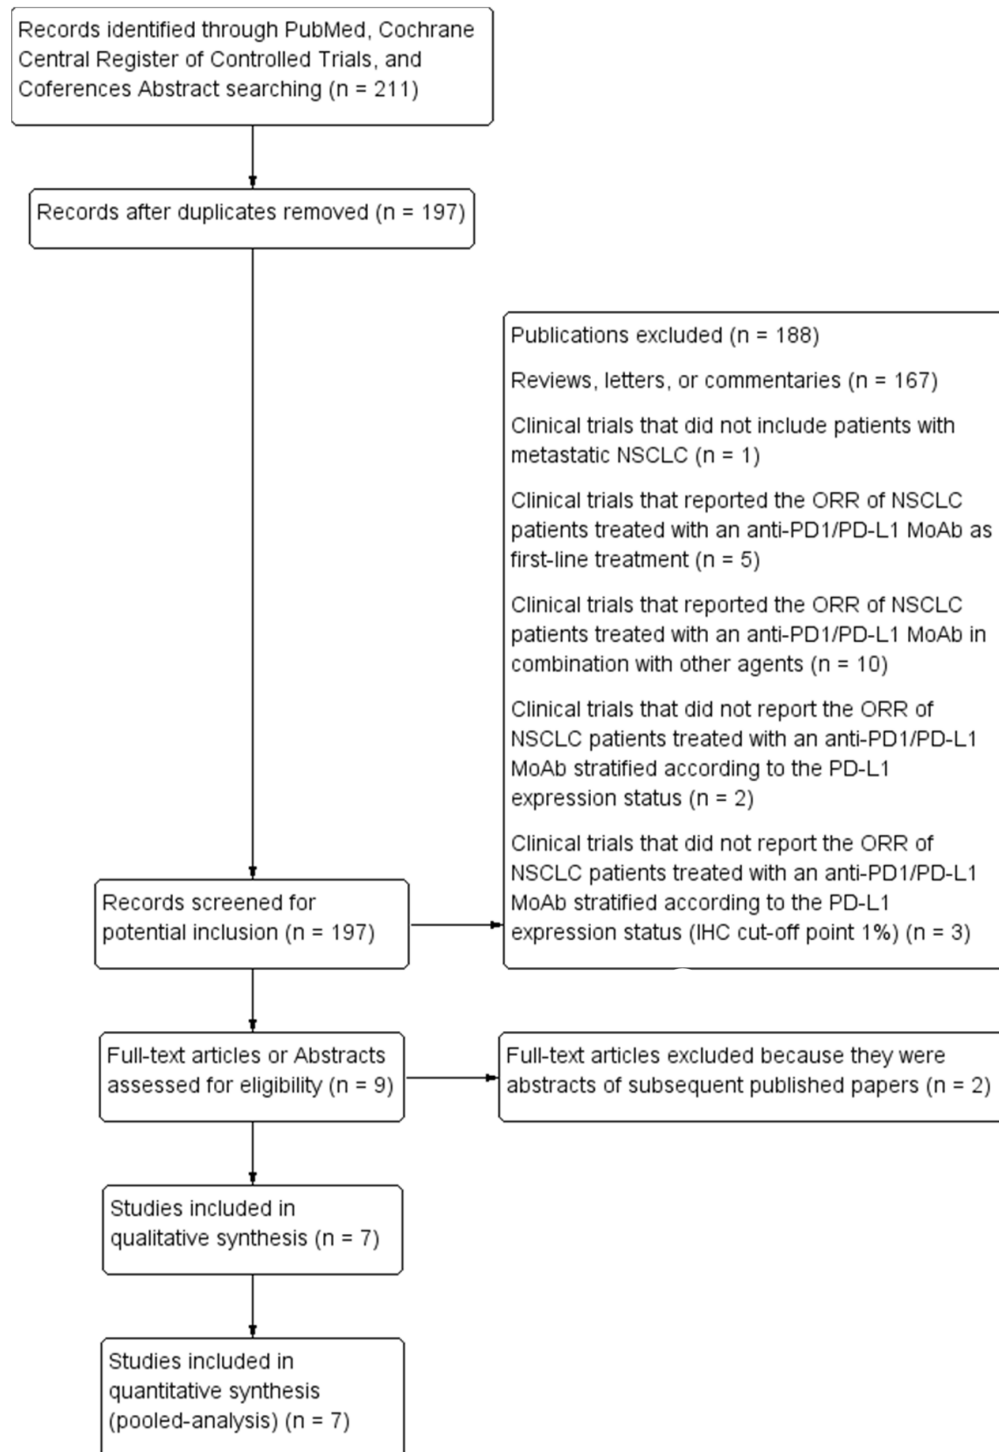 Records identified through PubMed, Cochrane
Central Register of Controlled Trials, and
Coferences Abstract searching (n = 211)
Records after duplicates removed (n = 197)
Publications excluded (n = 188)
Reviews, letters, or commentaries (n = 167)
Clinical trials that did not include patients with
metastatic NSCLC (n = 1)
Clinical trials that reported the ORR of NSCLC
patients treated with an anti-PD1/PD-L1 MoAb as
first-line treatment (n = 5)
Clinical trials that reported the ORR of NSCLC
patients treated with an anti-PD1/PD-L1 MoAb in
combination with other agents (n = 10)
Clinical trials that did not report the ORR of
NSCLC patients treated with an anti-PD1/PD-L1
MoAb stratified according to the PD-L1
expression status (n = 2)
Clinical trials that did not report the ORR of
NSCLC patients treated with an anti-PD1/PD-L1
MoAb stratified according to the PD-L1
expression status (IHC cut-off point 1%) (n = 3)
Records screened for
potential inclusion (n = 197)
Full-text articles or Abstracts
assessed for eligibility (n = 9)
Full-text articles excluded because they were
abstracts of subsequent published papers (n = 2)
Studies included in
qualitative synthesis (n = 7)
Studies included in
quantitative synthesis
(pooled-analysis) (n = 7)